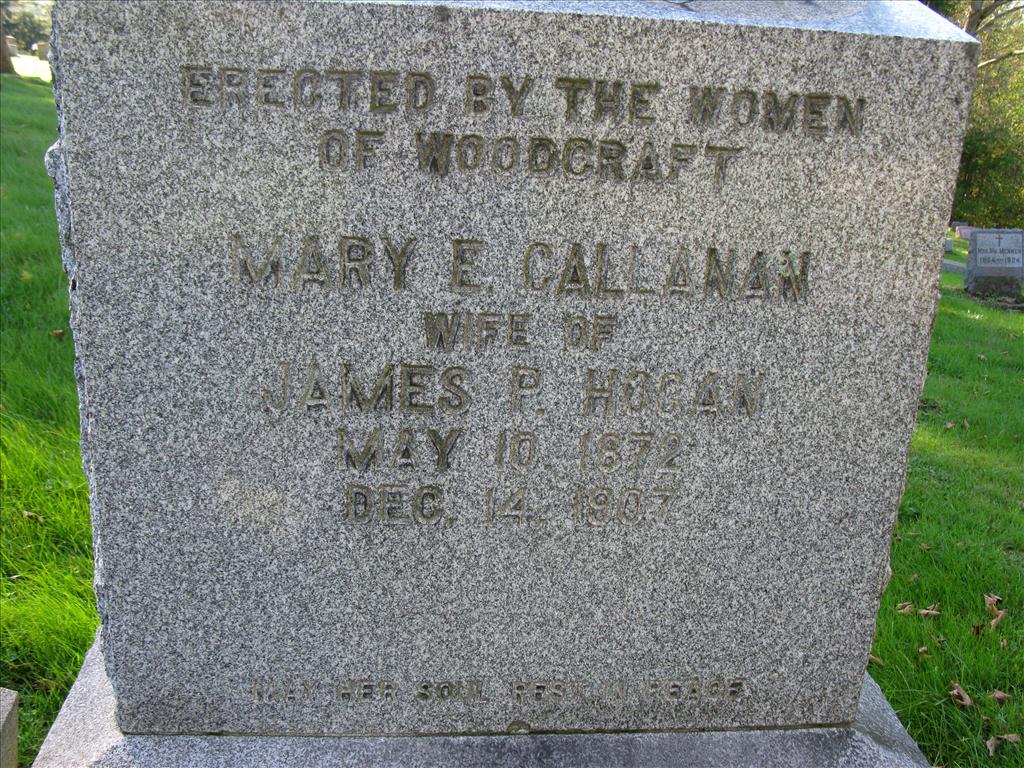 ERECTED BY THE WOMEN
OF WOODCRAFT
MARY E. CALLANAN
WIFE OF
JAMES P. HOGAN
MAY 10. 1872
DEC. 14. 1907
MAY HER SOUL REST IN PEACE